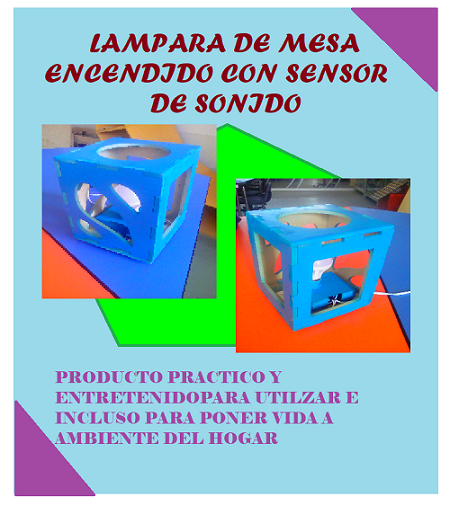 LAMPARA DE MESA
ENCENDIDO CON SENSOR
DE SONIDO
PRODUCTO PRACTICO Y
ENTRETENIDOPARA UTILZAR E
INCLUSO PARA PONER VIDA A
AMBIENTE DEL HOGAR